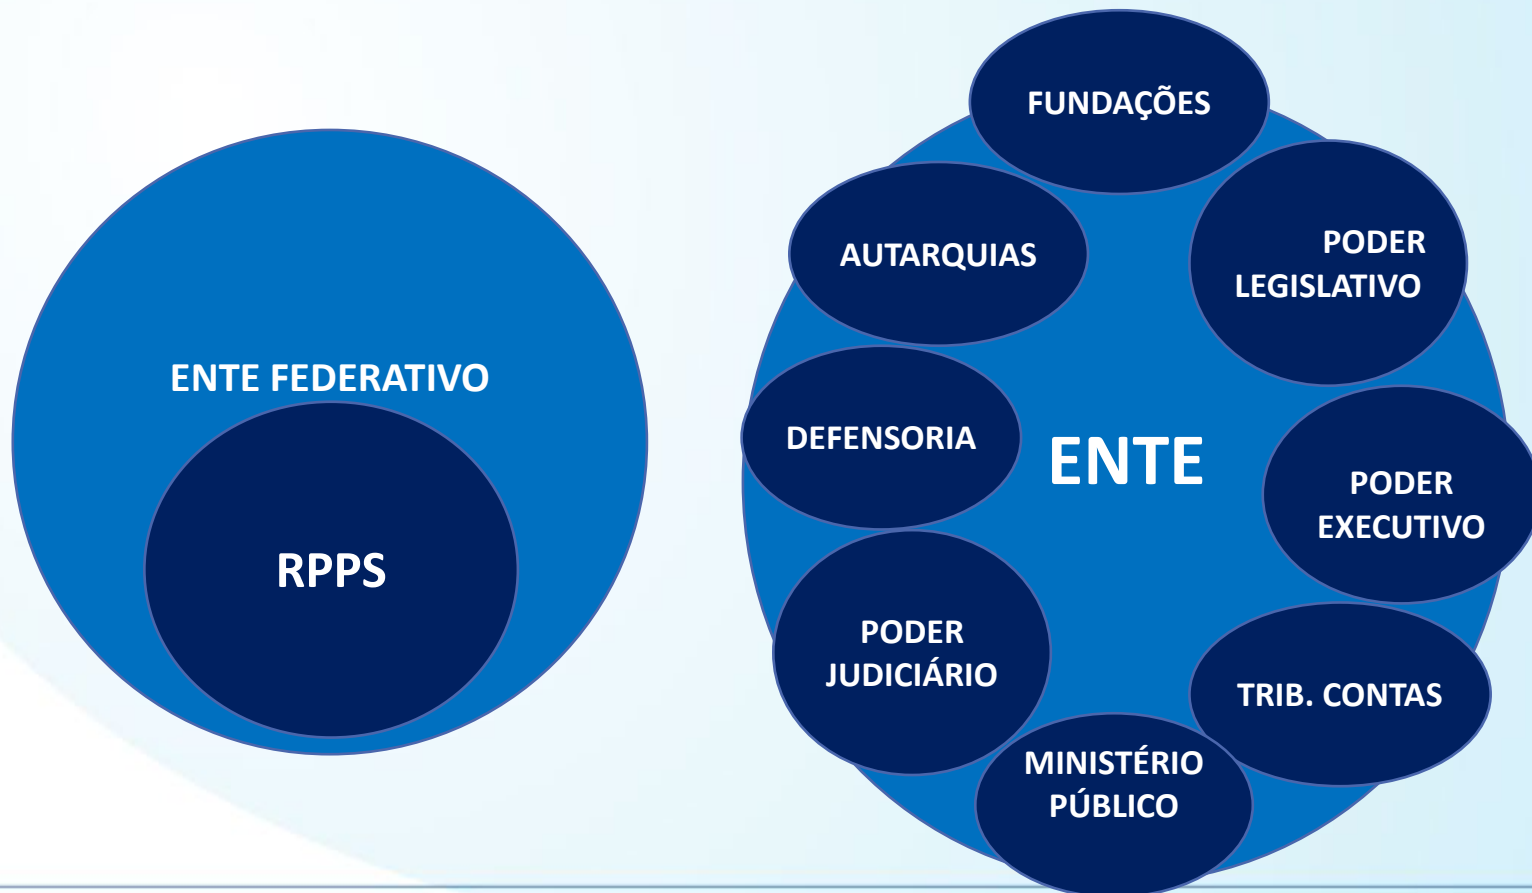 ENTE FEDERATIVO
RPPS
FUNDAÇÕES
AUTARQUIAS
PODER
LEGISLATIVO
DEFENSORIA
ENTE
PODER
EXECUTIVO
PODER
JUDICIÁRIO
TRIB. CONTAS
MINISTÉRIO
PÚBLICO